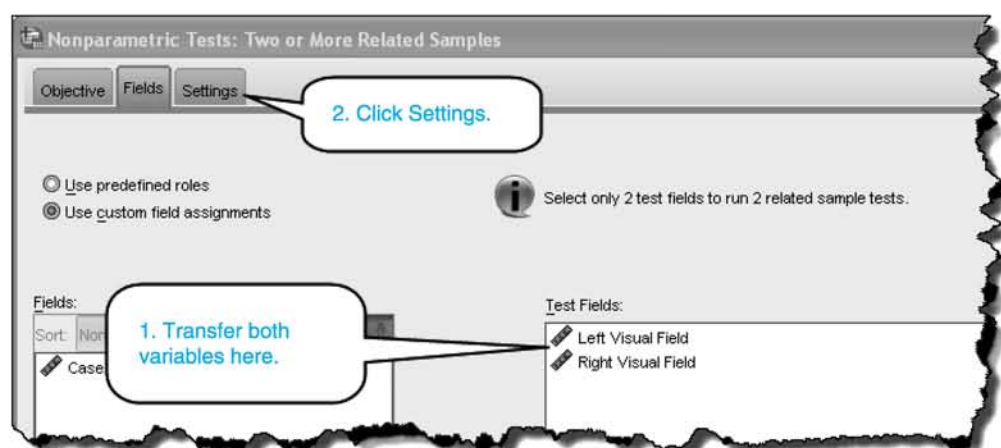 Nonparametric Tests: Two or More Related Samples
Objective Fields Settings
2. Click Settings.
Use predefined roles
Use custom field assignments
Select only 2 test fields to run 2 related sample tests.
Fields:
Sort:
1. Transfer both
variables here.
Case
Test Fields:
Left Visual Field
Right Visual Field